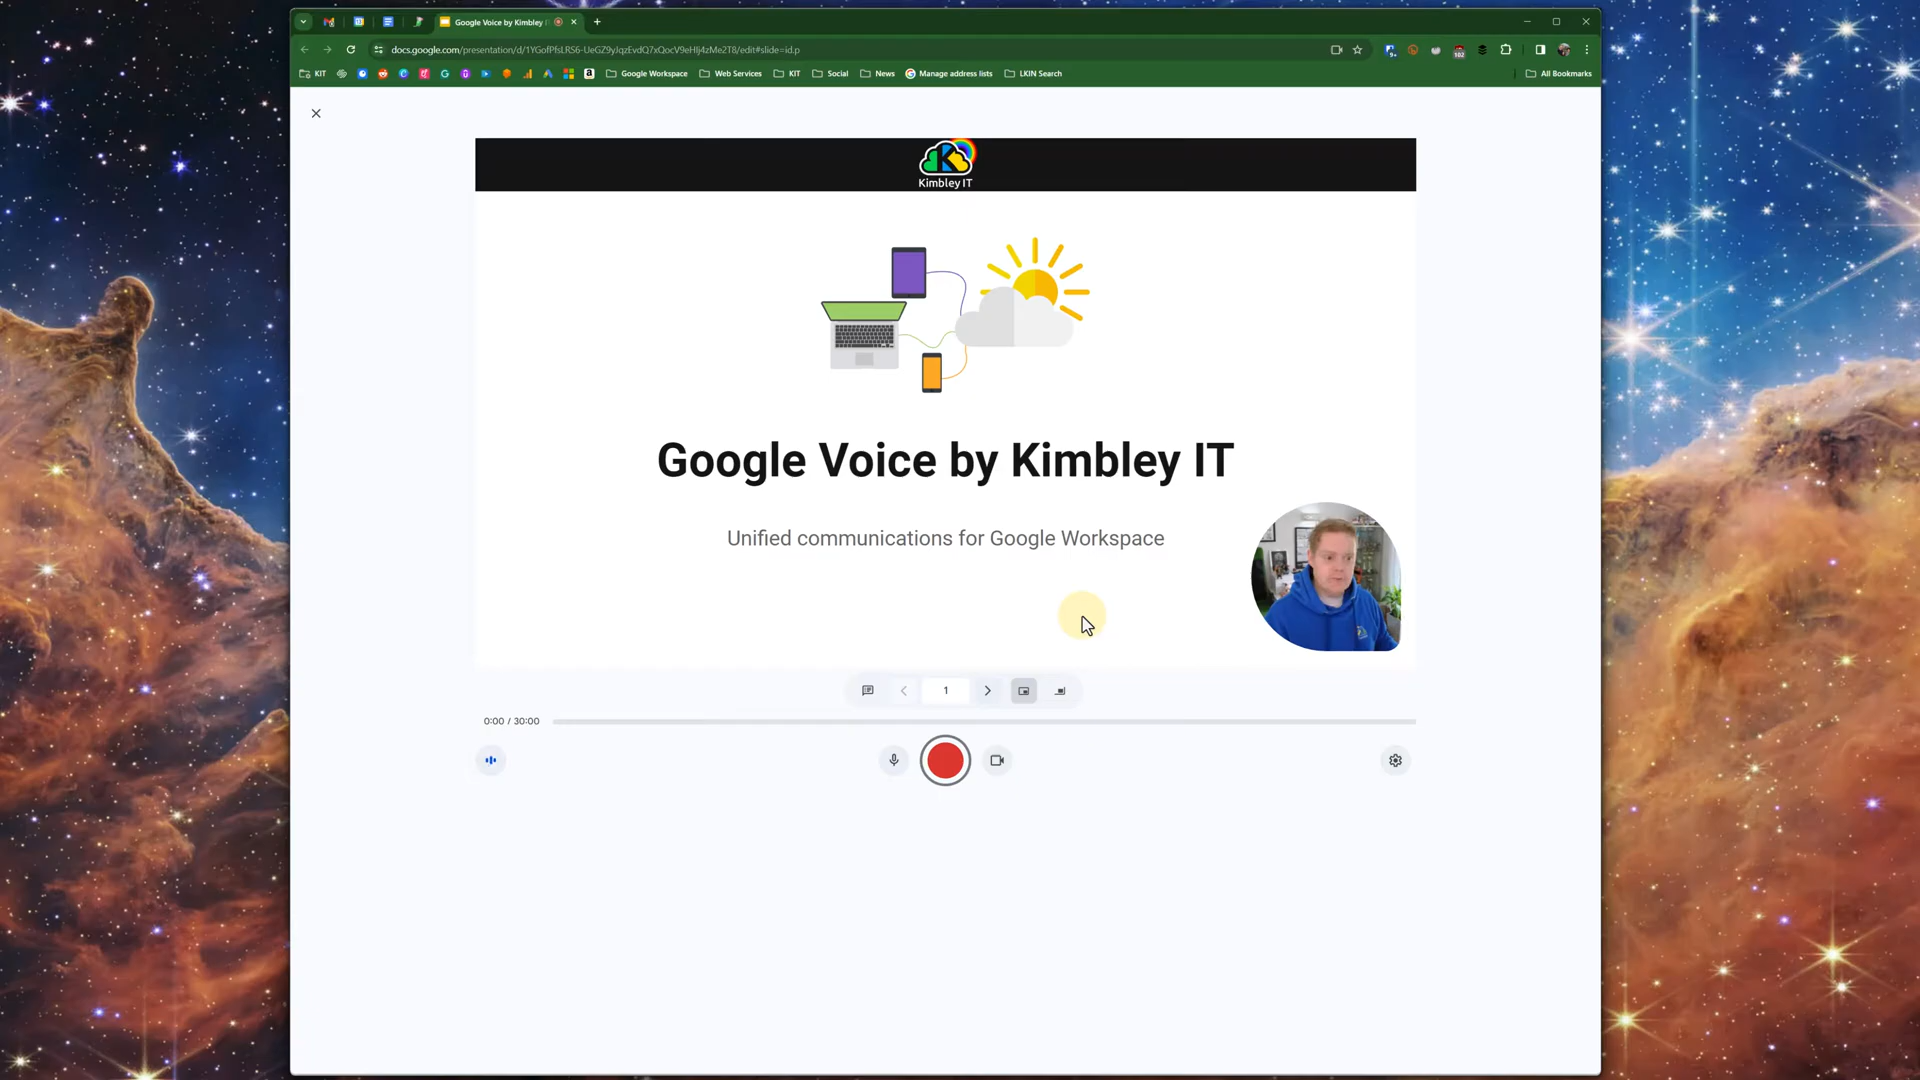 Google Voice by Kimbley
docs.google.com/presentation/d/1YGofPfsLRS6-UeGZ9yJqzEvdQ7xQocV9eHIj4zMe2T8/edit#slide=id.p
KIT
Google Workspace
Web Services
KIT
Social
News
Manage address lists
LKIN Search
All Bookmarks
Kimbley IT
Google Voice by Kimbley IT
Unified communications for Google Workspace
1
0:00 / 30:00